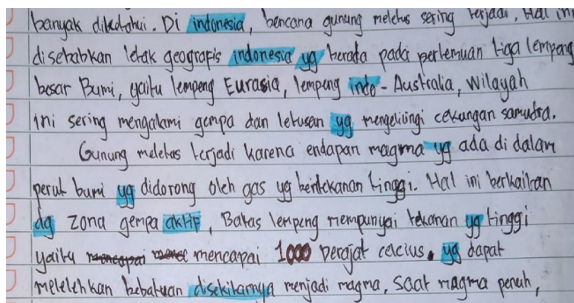 banyak diketahui. Di indonesia, bencana gunung meletus sering terjadi. Hal ini
disebabkan letak geografis indonesia yg berada pada pertemuan tiga lempeng
besar Bumi, yaitu lempeng Eurasia, lempeng indo-Australia, Wilayah
ini sering mengalami gempa dan letusan yg mengelilingi cekungan samudra.
Gunung meletus terjadi karena endapan magma yg ada di dalam
perut bumi yg didorong oleh gas yg bertekanan tinggi. Hal ini berkaitan
dg zona gempa akHF, Batas lempeng mempunyai tekanan yg tinggi
yaitu mencapai 1000 perajat celcius. yg dapat
melelehkan bebatuan disekitarnya menjadi magma, saat magma penuh,